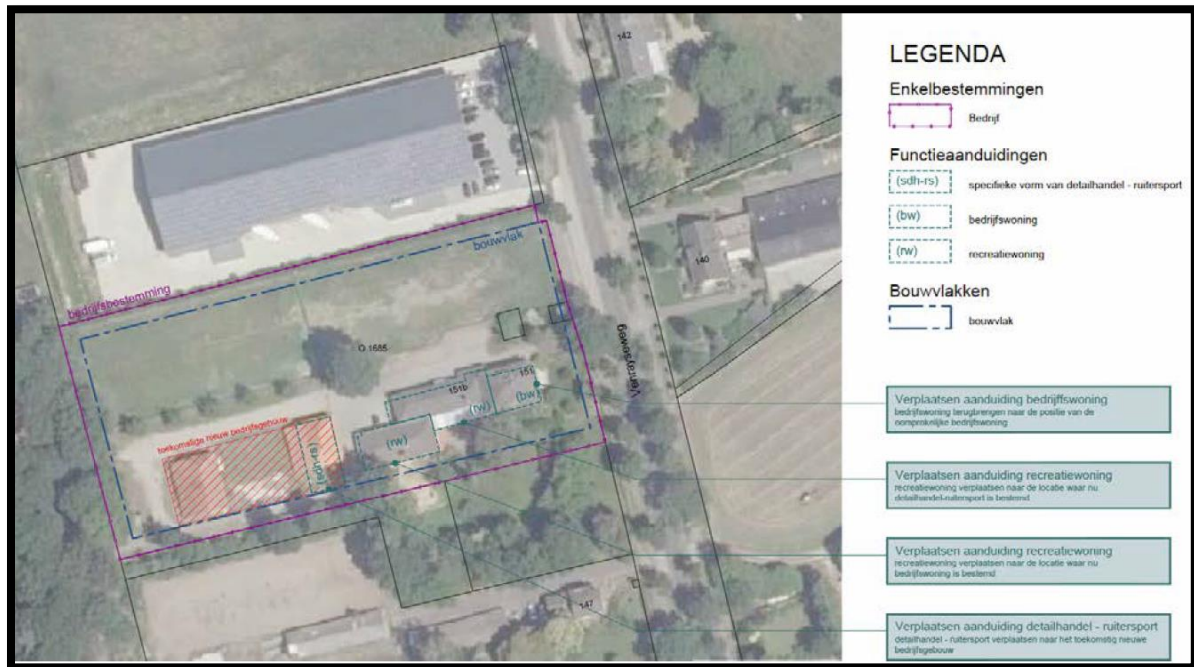 142
bouwvlak
bedrijfsbestemming
O 1685
140
Venrayseweg
151
151b
(bw)
(rw)
(rw)
toekomstige nieuw bedrijfsgebouw
(sdh-rs)
147
LEGENDA
Enkelbestemmingen
Bedrijf
Functieaanduidingen
(sdh-rs)
specifieke vorm van detailhandel - ruitersport
(bw)
bedrijfswoning
(rw)
recreatiewoning
Bouwvlakken
bouwvlak
Verplaatsen aanduiding bedrijffswoning
bedrijfswoning terugbrengen naar de positie van de
oorspronklijke bedrijfswoning
Verplaatsen aanduiding recreatiewoning
recreatiewoning verplaatsen naar de locatie waar nu
detailhandel-ruitersport is bestemd
Verplaatsen aanduiding recreatiewoning
recreatiewoning verplaatsen naar de locatie waar nu
bedrijfswoning is bestemd
Verplaatsen aanduiding detailhandel - ruitersport
detailhandel - ruitersport verplaatsen naar het toekomstig nieuwe
bedrijfsgebouw